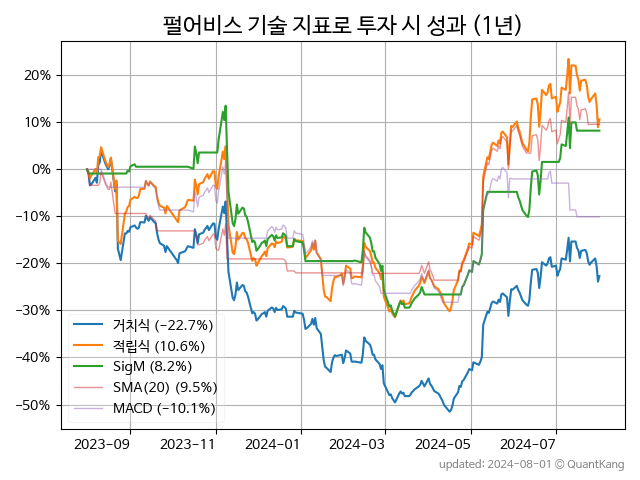 펄어비스 기술 지표로 투자 시 성과 (1년)
20%
10%
0%
−10%
−20%
−30%
−40%
−50%
거치식 (−22.7%)
적립식 (10.6%)
SigM (8.2%)
SMA(20) (9.5%)
MACD (−10.1%)
2023−09
2023−11
2024−01
2024−03
2024−05
2024−07
updated: 2024-08-01 © QuantKang